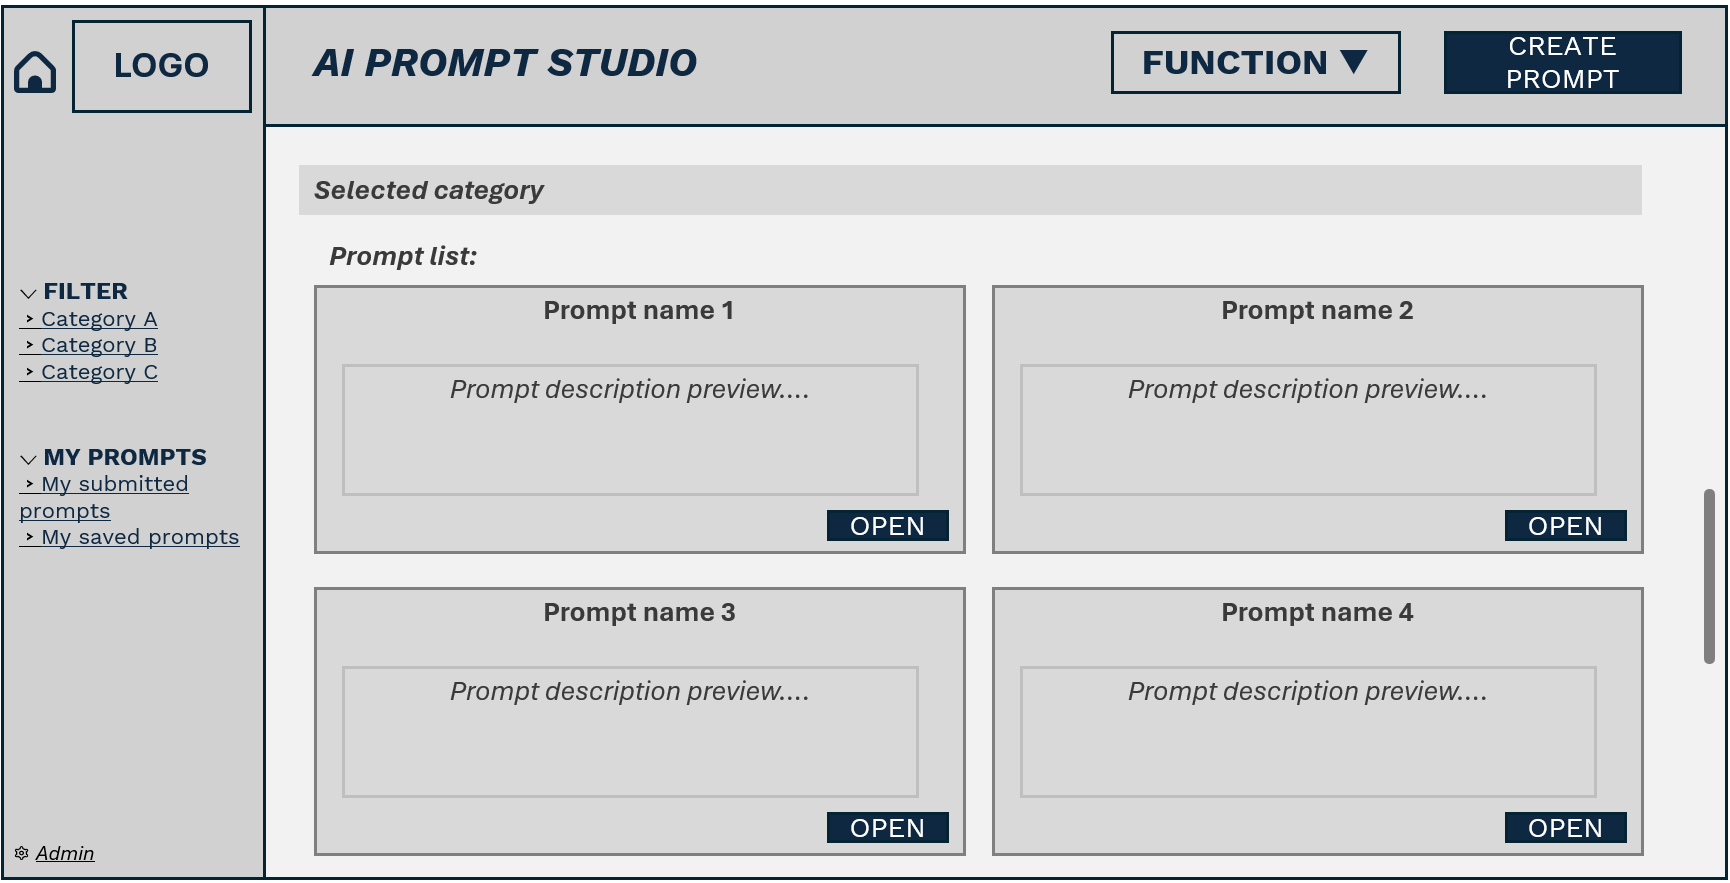 LOGO
AI PROMPT STUDIO
FUNCTION ▼
CREATE
PROMPT
FILTER
Category A
Category B
Category C
MY PROMPTS
My submitted
prompts
My saved prompts
Admin
Selected category
Prompt list:
Prompt name 1
Prompt description preview....
OPEN
Prompt name 2
Prompt description preview....
OPEN
Prompt name 3
Prompt description preview....
OPEN
Prompt name 4
Prompt description preview....
OPEN